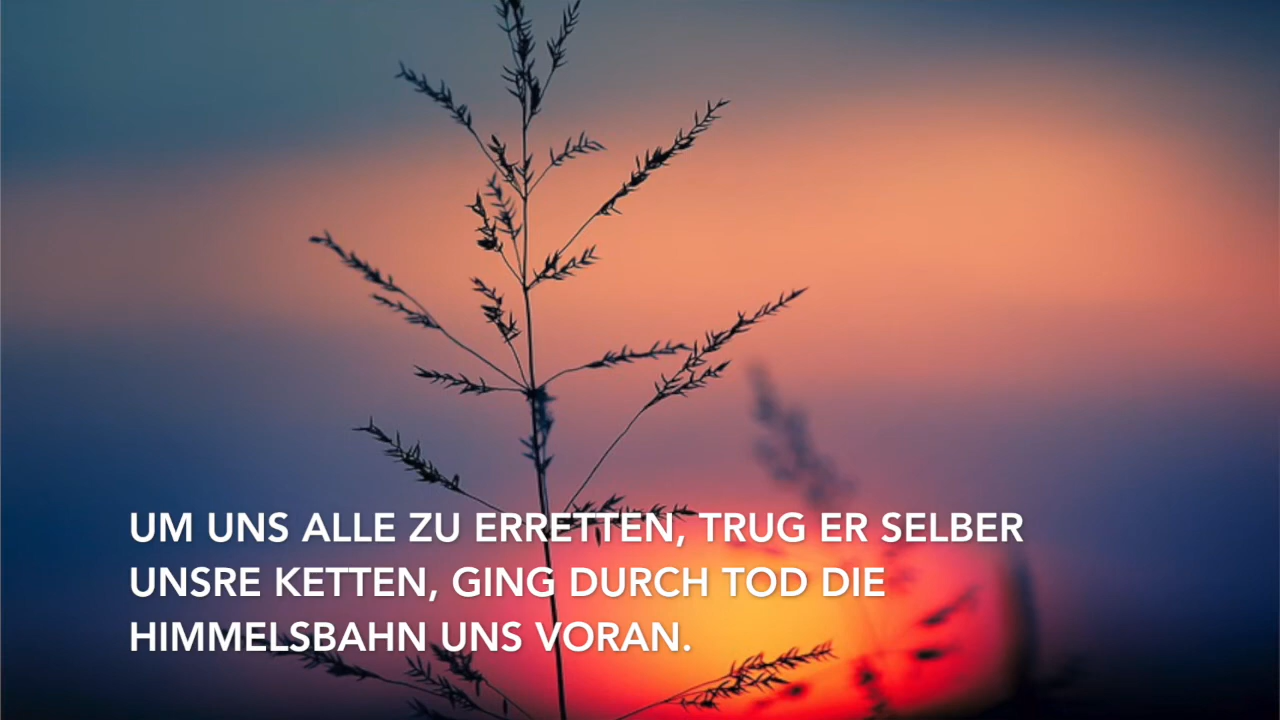 UM UNS ALLE ZU ERRETTEN, TRUG ER SELBER
UNSRE KETTEN, GING DURCH TOD DIE
HIMMELSBAHN UNS VORAN.